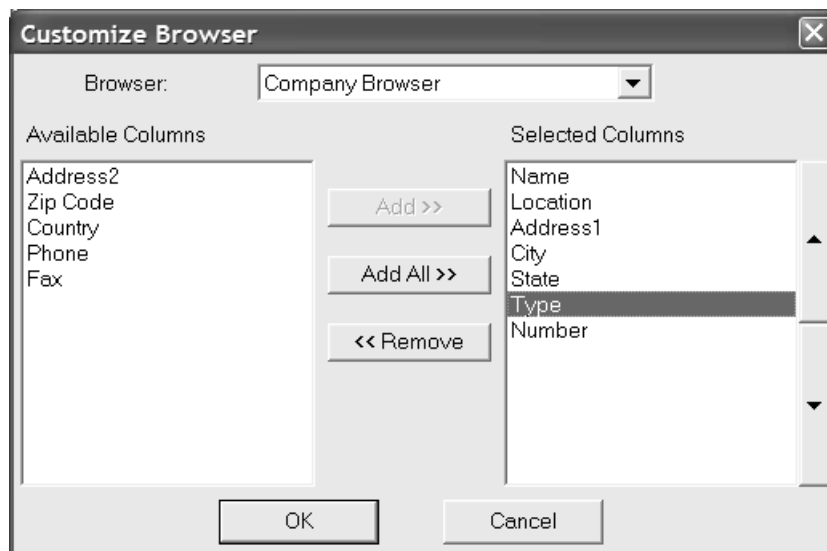 Customize Browser
Browser: Company Browser
Available Columns
Address2
Zip Code
Country
Phone
Fax
Add >>
Add All >>
<< Remove
Selected Columns
Name
Location
Address1
City
State
Type
Number
OK
Cancel